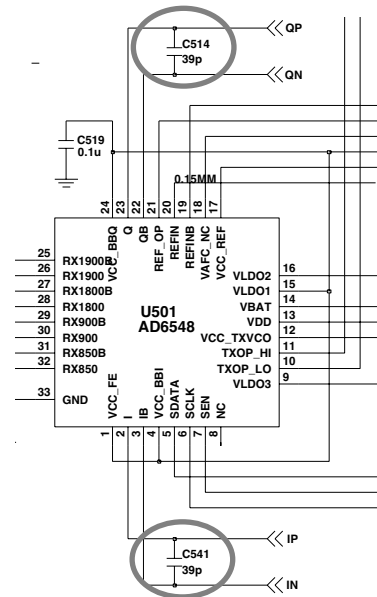 C514
39p
QP
QN
C519
0.1u
0.15MM
24
23
22
21
20
19
18
17
VCC_BBQ
Q
QB
REF_OP
REFIN
REFINB
VAFC_NC
VCC_REF
25
26
27
28
29
30
31
32
33
RX1900B
RX1900
RX1800B
RX1800
RX900B
RX900
RX850B
RX850
GND
U501
AD6548
VLDO2
VLDO1
VBAT
VDD
VCC_TXVCO
TXOP_HI
TXOP_LO
VLDO3
16
15
14
13
12
11
10
9
VCC_FE
I
IB
VCC_BBI
SDATA
SCLK
SEN
NC
1
2
3
4
5
6
7
8
IP
C541
39p
IN